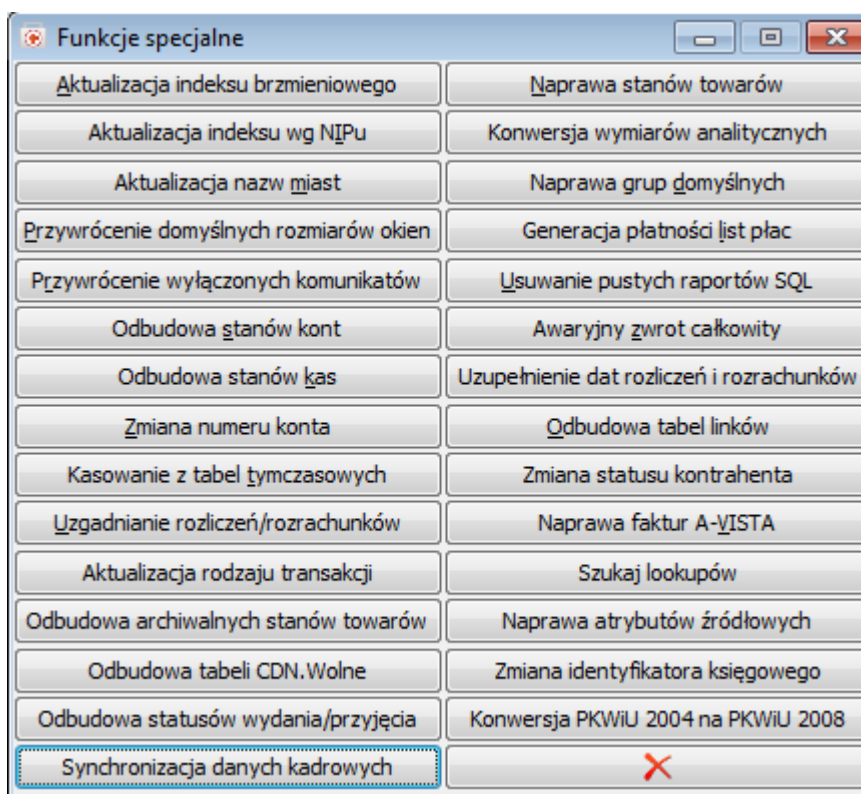 Funkcje specjalne
Aktualizacja indeksu brzmieniowego
Naprawa stanów towarów
Aktualizacja indeksu wg NIPu
Konwersja wymiarów analitycznych
Aktualizacja nazw miast
Naprawa grup domyślnych
Przywrócenie domyślnych rozmiarów okien
Generacja płatności list płac
Przywrócenie wyłączonych komunikatów
Usuwanie pustych raportów SQL
Odbudowa stanów kont
Awaryjny zwrot całkowity
Odbudowa stanów kas
Uzupełnienie dat rozliczeń i rozrachunków
Zmiana numeru konta
Odbudowa tabel linków
Kasowanie z tabel tymczasowych
Zmiana statusu kontrahenta
Uzgadnianie rozliczeń/rozrachunków
Naprawa faktur A-VISTA
Aktualizacja rodzaju transakcji
Szukaj lookupów
Odbudowa archiwalnych stanów towarów
Naprawa atrybutów źródłowych
Odbudowa tabeli CDN.Wolne
Zmiana identyfikatora księgowego
Odbudowa statusów wydania/przyjęcia
Konwersja PKWiU 2004 na PKWiU 2008
Synchronizacja danych kadrowych